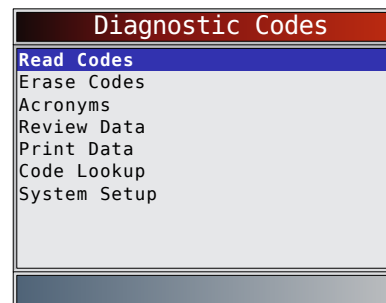 Diagnostic Codes
Read Codes
Erase Codes
Acronyms
Review Data
Print Data
Code Lookup
System Setup